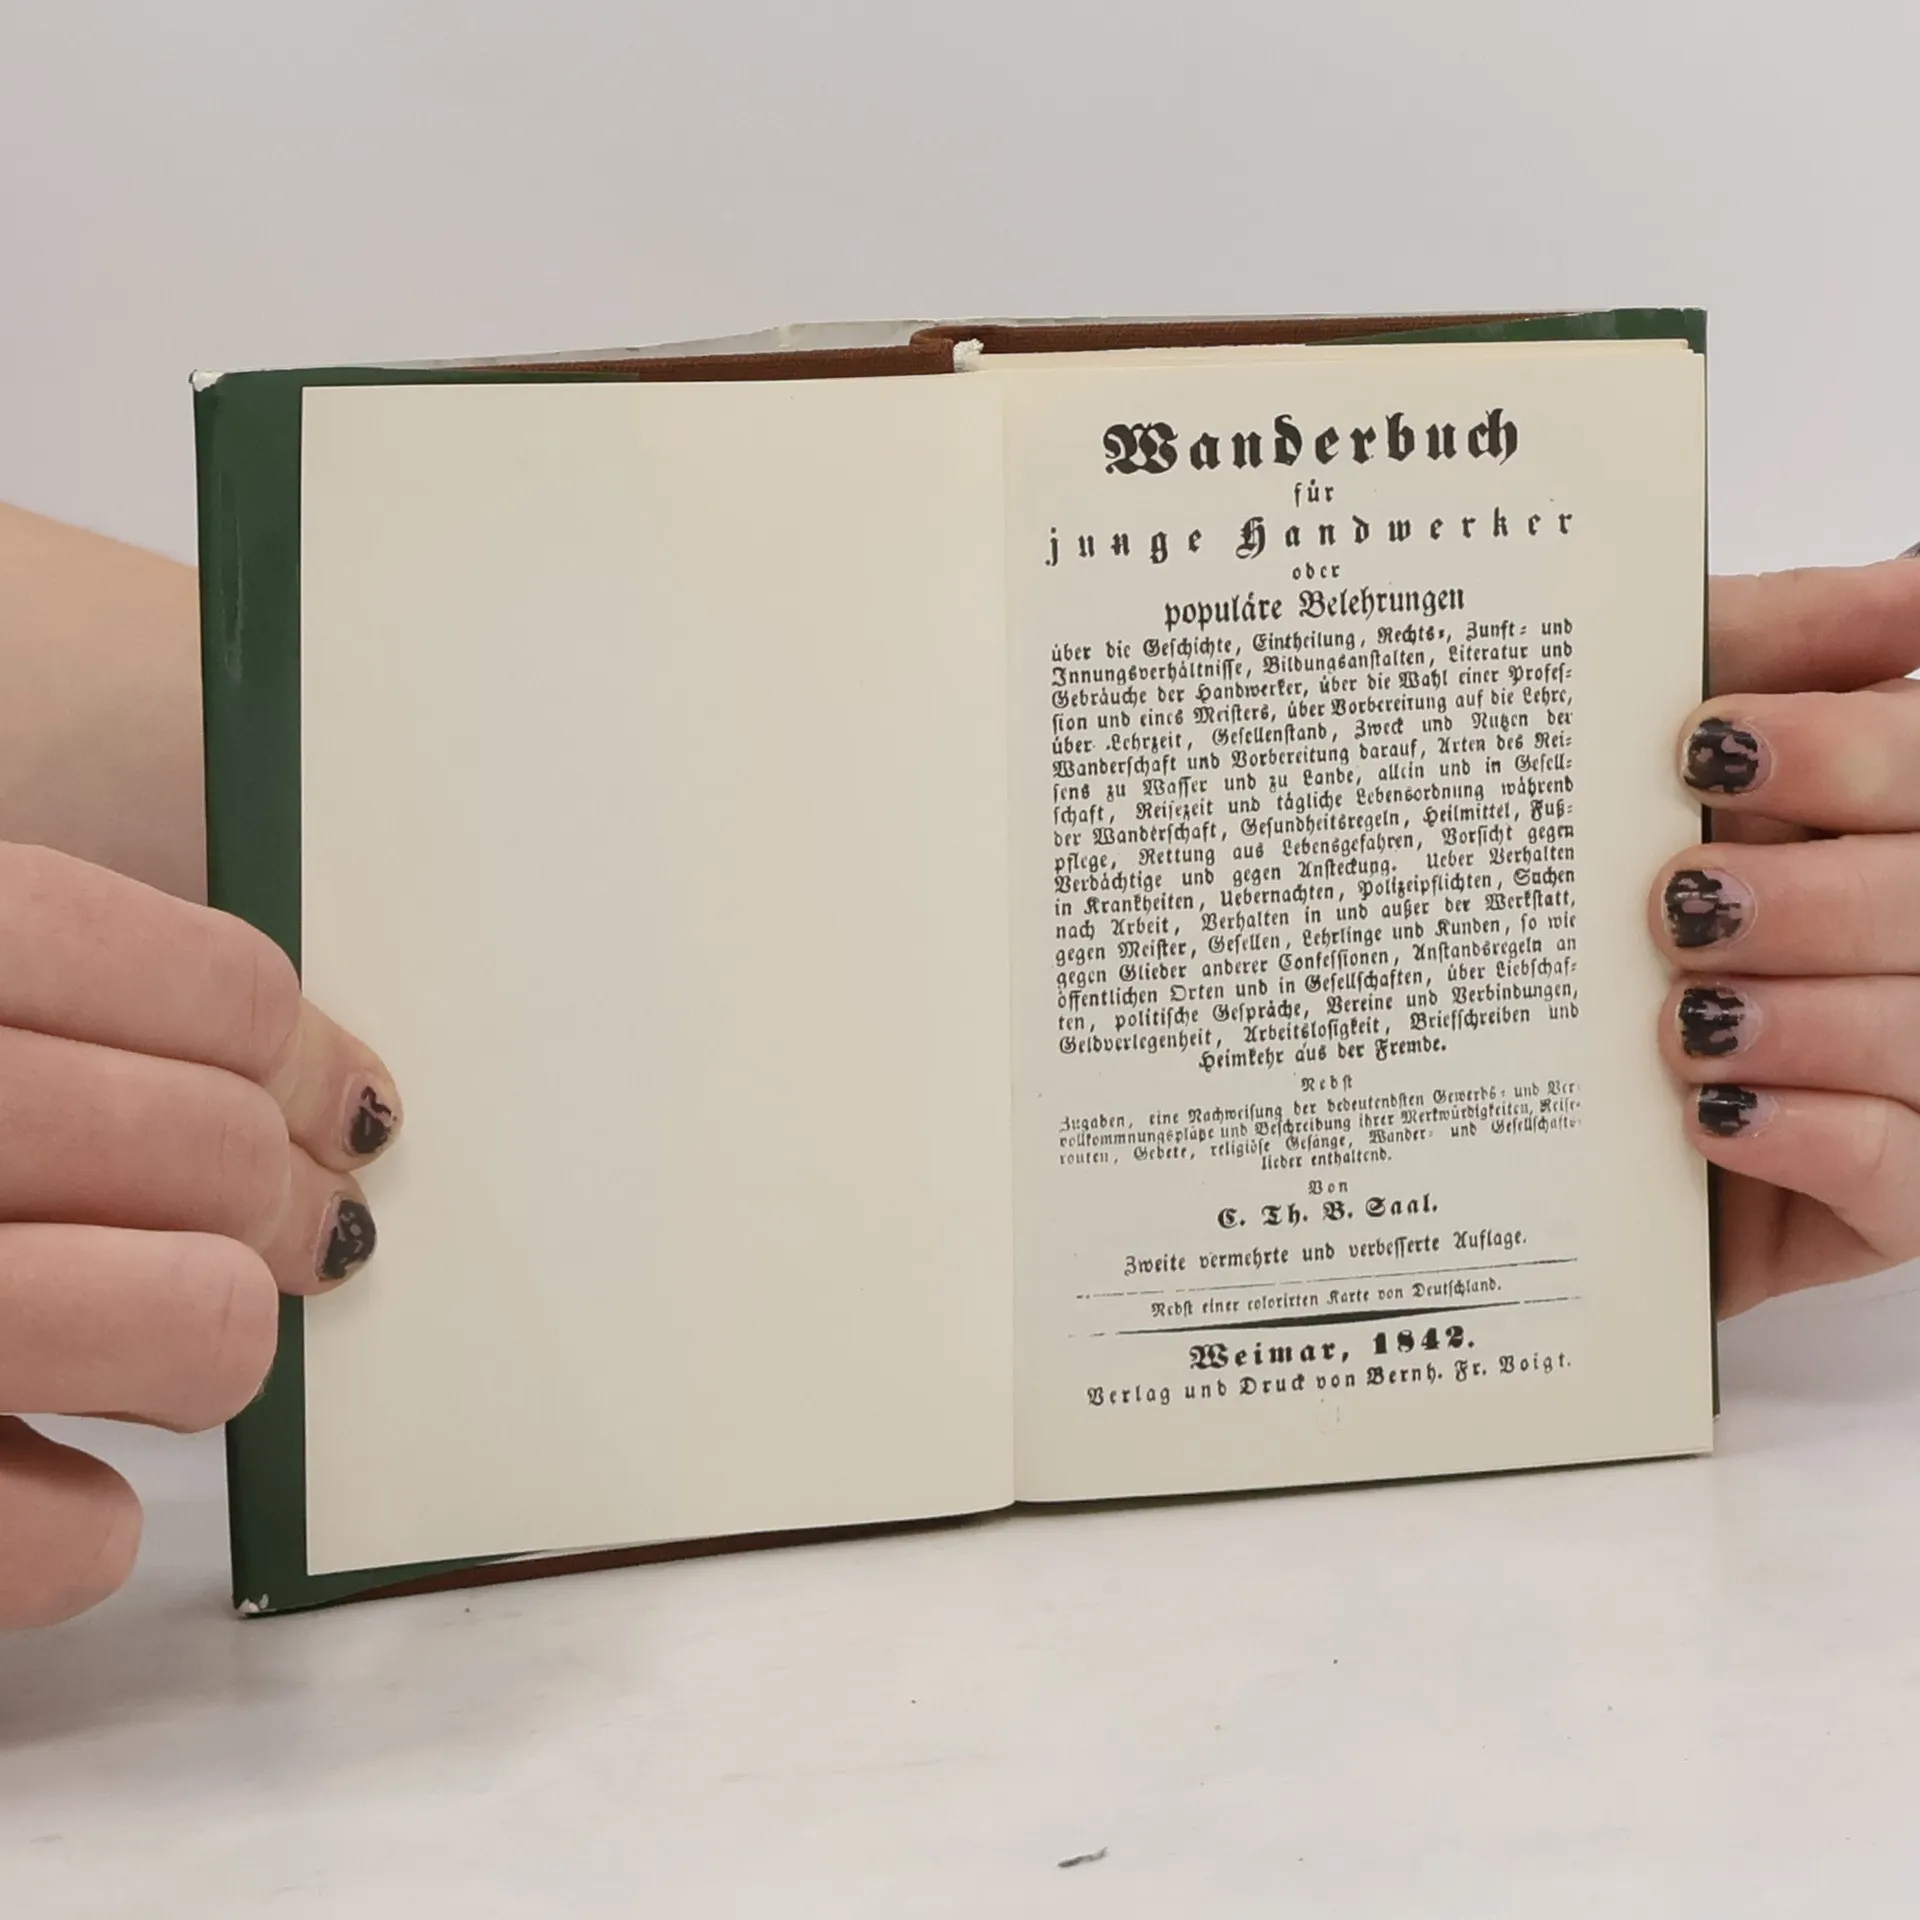 Wanderbuch
für
junge Handwerker
oder
populäre Belehrungen
über die Geschichte, Eintheilung, Rechts-, Zunft- und
Innungsverhältnisse, Bildungsanstalten, Literatur und
Gebräuche der Handwerker, über die Wahl einer Profes-
sion und eines Meisters, über Vorbereitung auf die Lehre,
über Lehrzeit, Gesellenstand, Zweck und Nutzen der
Wanderschaft und Vorbereitung darauf, Arten des Rei-
sens zu Wasser und zu Lande, allein und in Gesell-
schaft, Reisezeit und tägliche Lebensordnung während
der Wanderschaft, Gesundheitsregeln, Heilmittel, Fuß-
pflege, Rettung aus Lebensgefahren, Vorsicht gegen
Verdächtige und gegen Ansteckung. Ueber Verhalten
in Krankheiten, Uebernachten, Polizeipflichten, Suchen
nach Arbeit, Verhalten in und außer der Werkstatt,
gegen Meister, Gesellen, Lehrlinge und Kunden, so wie
gegen Glieder anderer Confessionen, Anstandsregeln an
öffentlichen Orten und in Gesellschaften, über Liebschaf-
ten, politische Gespräche, Vereine und Verbindungen,
Geldverlegenheit, Arbeitslosigkeit, Briefschreiben und
Heimkehr aus der Fremde.
Nebst
Zugaben, eine Nachweisung der bedeutendsten Gewerbs- und Ver-
vollkommnungsplätze und Beschreibung ihrer Merkwürdigkeiten, Reise-
routen, Gebete, religiöse Gesänge, Wander- und Gesellschafts-
lieder enthaltend.
Von
C. Th. B. Saal.
Zweite vermehrte und verbesserte Auflage.
Nebst einer colorirten Karte von Deutschland.
Weimar, 1842.
Verlag und Druck von Bernh. Fr. Voigt.